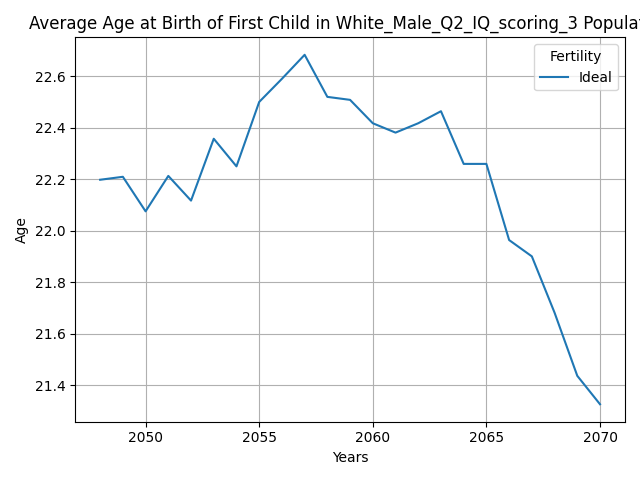 Average Age at Birth of First Child in White_Male_Q2_IQ_scoring_3
Fertility
Ideal
22.6
22.4
22.2
22.0
21.8
21.6
21.4
Age
2050 2055 2060 2065 2070
Years